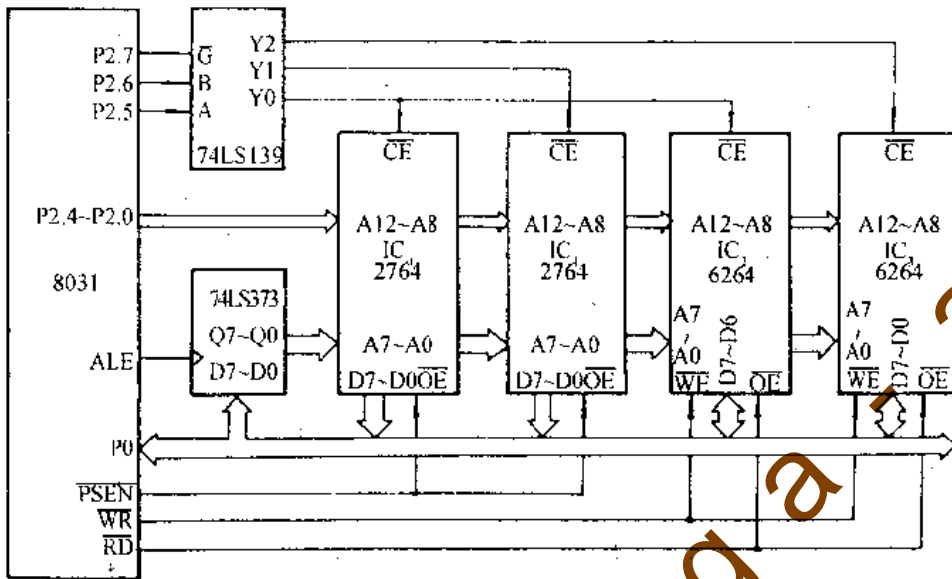 P2.7
P2.6
P2.5
P2.4~P2.0
8031
ALE
P0
PSEN
WR
RD
G
B
A
Y2
Y1
Y0
74LS139
74LS373
Q7~Q0
D7~D0
CE
A12~A8
IC
2764
A7~A0
D7~D0 OE
CE
A12~A8
IC
2764
A7~A0
D7~D0 OE
CE
A12~A8
IC
6264
A7
~
A0
D7~D6
WE
OE
CE
A12~A8
IC
6264
A7
~
A0
D7~D0
WE
OE
g a